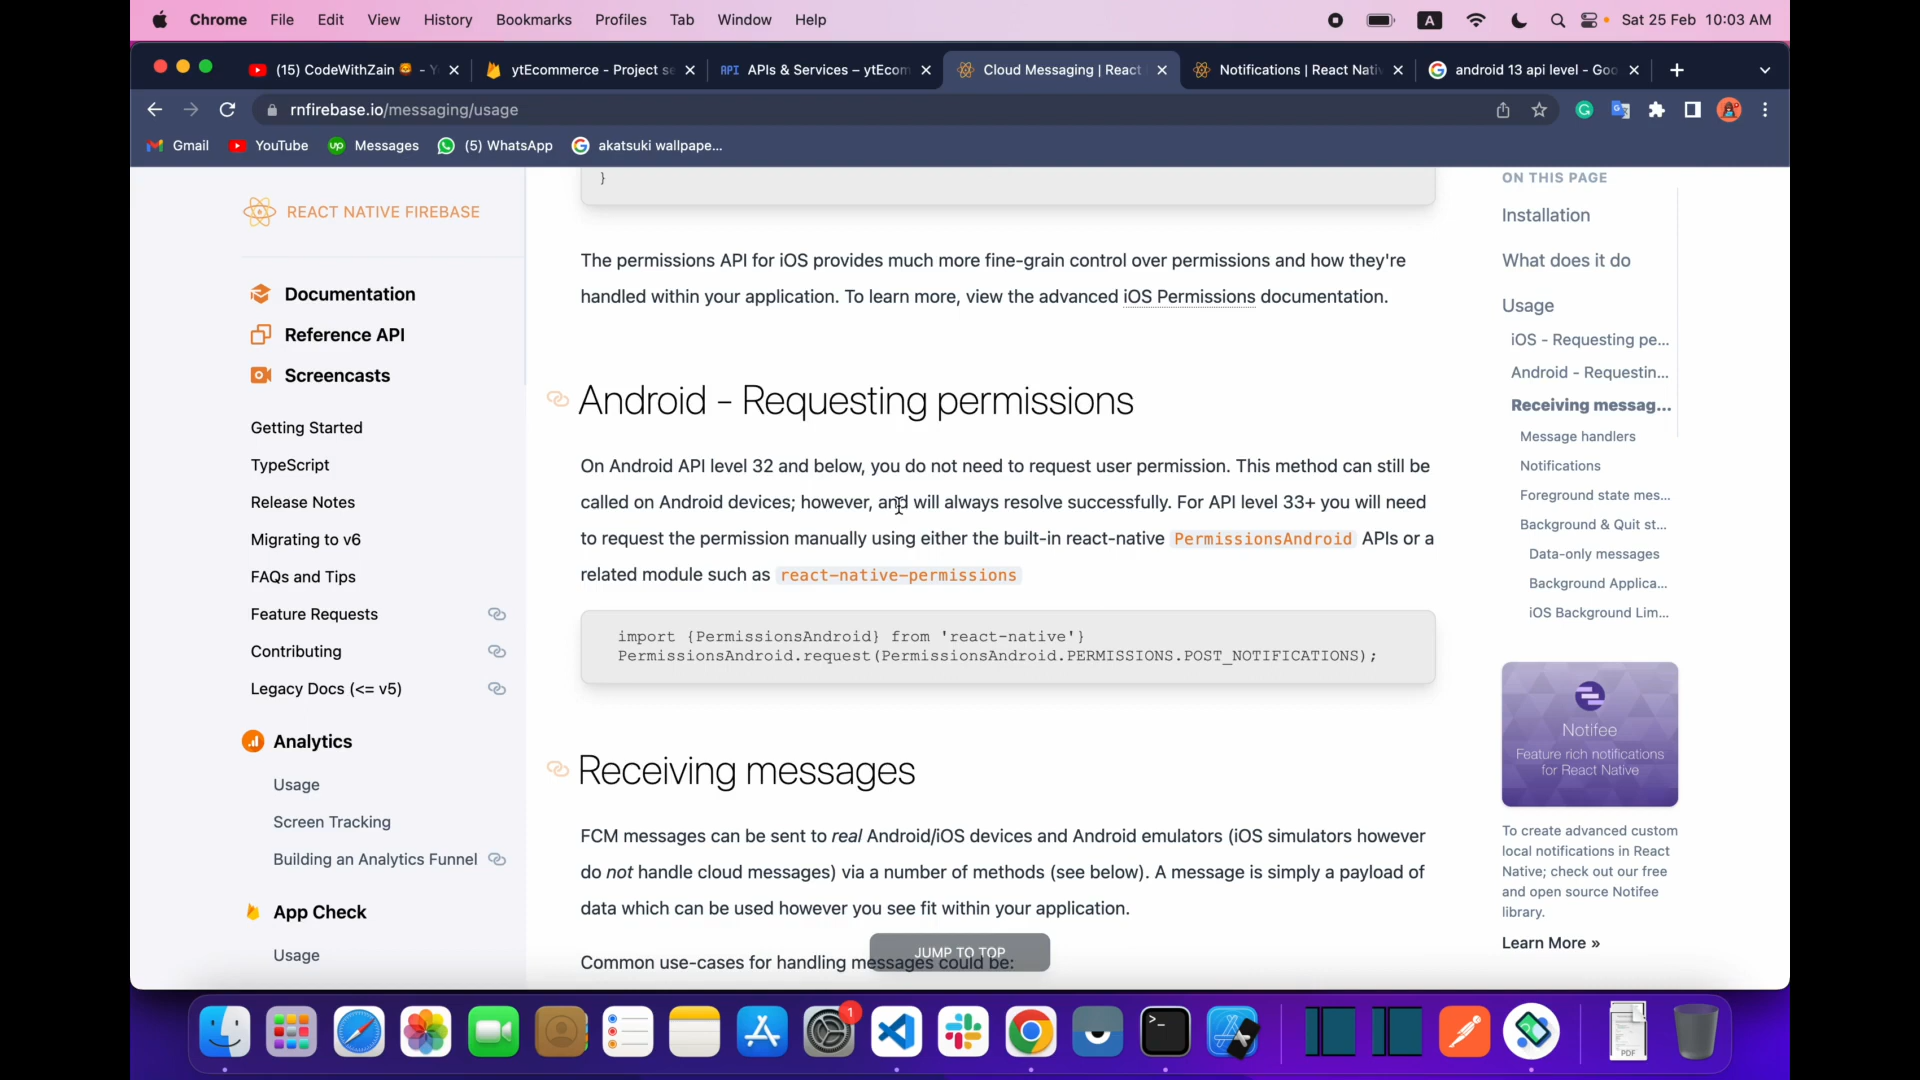 Chrome File Edit View History Bookmarks Profiles Tab Window Help
A Sat 25 Feb 10:03 AM
(15) CodeWithZain
ytEcommerce - Project se
API APIs & Services – ytEcom
Cloud Messaging | React
Notifications | React Nati
android 13 api level - Goo
rnfirebase.io/messaging/usage
Gmail YouTube up Messages (5) WhatsApp akatsuki wallpape...
REACT NATIVE FIREBASE
Documentation
Reference API
Screencasts
Getting Started
TypeScript
Release Notes
Migrating to v6
FAQs and Tips
Feature Requests
Contributing
Legacy Docs (<= v5)
Analytics
Usage
Screen Tracking
Building an Analytics Funnel
App Check
Usage
}
The permissions API for iOS provides much more fine-grain control over permissions and how they're
handled within your application. To learn more, view the advanced iOS Permissions documentation.
Android - Requesting permissions
On Android API level 32 and below, you do not need to request user permission. This method can still be
called on Android devices; however, and will always resolve successfully. For API level 33+ you will need
to request the permission manually using either the built-in react-native PermissionsAndroid APIs or a
related module such as react-native-permissions
import {PermissionsAndroid} from 'react-native'}
PermissionsAndroid.request(PermissionsAndroid.PERMISSIONS.POST_NOTIFICATIONS);
Receiving messages
FCM messages can be sent to real Android/iOS devices and Android emulators (iOS simulators however
do not handle cloud messages) via a number of methods (see below). A message is simply a payload of
data which can be used however you see fit within your application.
JUMP TO TOP
Common use-cases for handling messages could be:
ON THIS PAGE
Installation
What does it do
Usage
iOS - Requesting pe...
Android - Requestin...
Receiving messag...
Message handlers
Notifications
Foreground state mes...
Background & Quit st...
Data-only messages
Background Applica...
iOS Background Lim...
Notifee
Feature rich notifications
for React Native
To create advanced custom
local notifications in React
Native; check out our free
and open source Notifee
library.
Learn More »
1
PDF